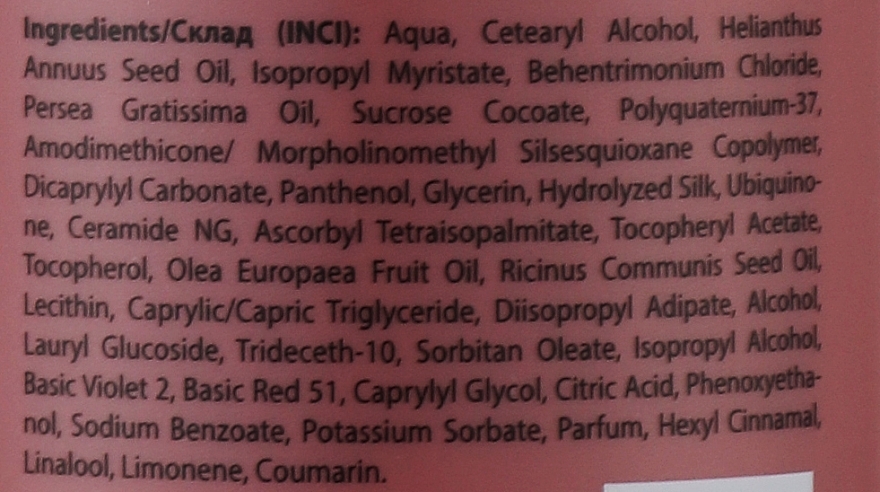 Ingredients/Склад (INCI): Aqua, Cetearyl Alcohol, Helianthus
Annuus Seed Oil, Isopropyl Myristate, Behentrimonium Chloride,
Persea Gratissima Oil, Sucrose Cocoate, Polyquaternium-37,
Amodimethicone/ Morpholinomethyl Silsesquioxane Copolymer,
Dicaprylyl Carbonate, Panthenol, Glycerin, Hydrolyzed Silk, Ubiquino-
ne, Ceramide NG, Ascorbyl Tetraisopalmitate, Tocopheryl Acetate,
Tocopherol, Olea Europaea Fruit Oil, Ricinus Communis Seed Oil,
Lecithin, Caprylic/Capric Triglyceride, Diisopropyl Adipate, Alcohol,
Lauryl Glucoside, Trideceth-10, Sorbitan Oleate, Isopropyl Alcohol,
Basic Violet 2, Basic Red 51, Caprylyl Glycol, Citric Acid, Phenoxyetha-
nol, Sodium Benzoate, Potassium Sorbate, Parfum, Hexyl Cinnamal,
Linalool, Limonene, Coumarin.